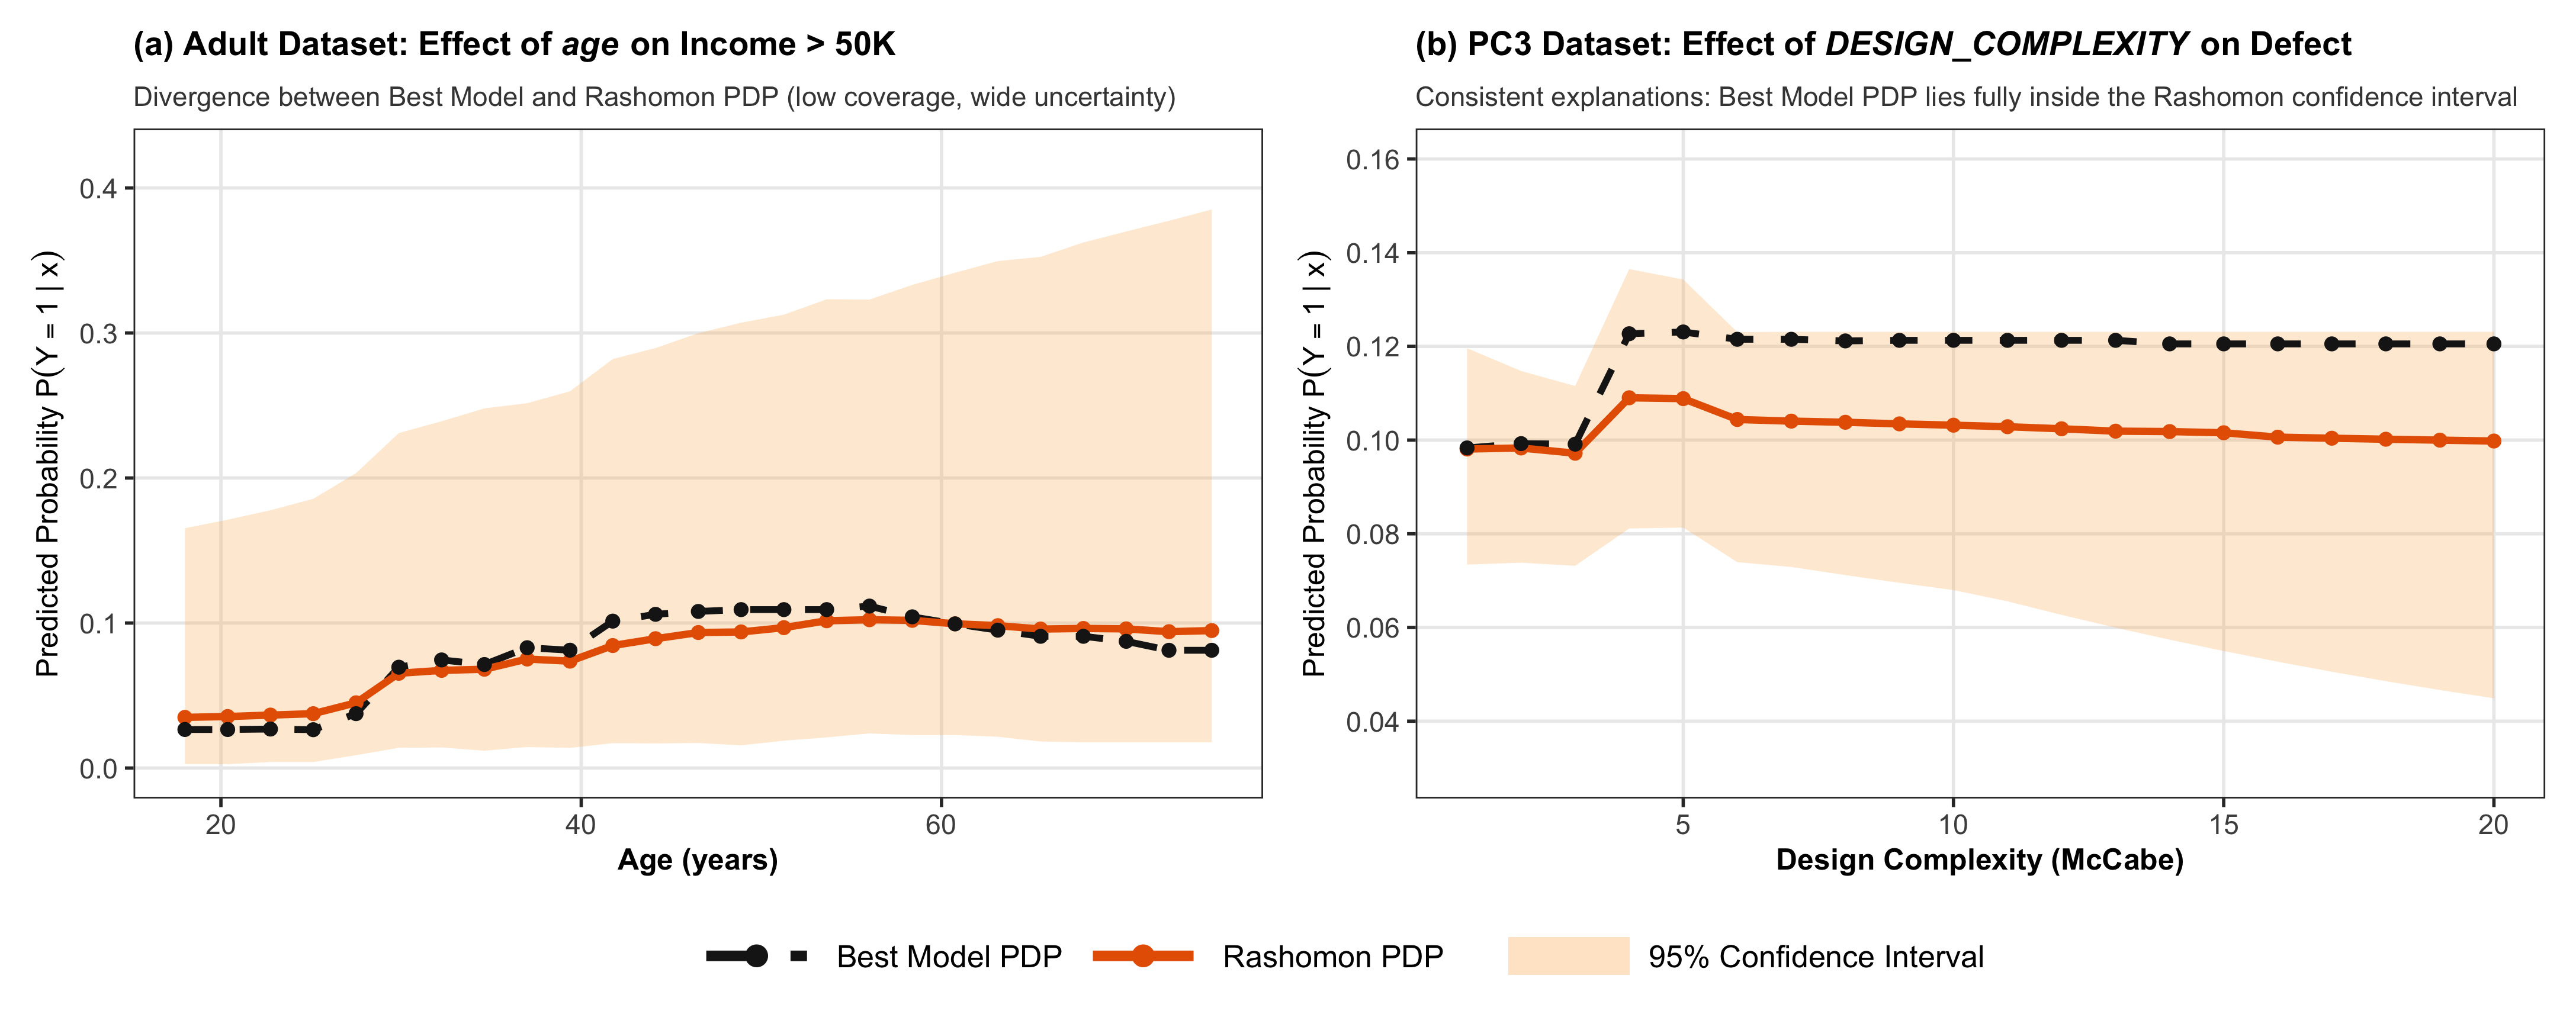 (a) Adult Dataset: Effect of age on Income > 50K
Divergence between Best Model and Rashomon PDP (low coverage, wide uncertainty)
Predicted Probability P(Y = 1 | x)
0.4
0.3
0.2
0.1
0.0
20 40 60
Age (years)
(b) PC3 Dataset: Effect of DESIGN_COMPLEXITY on Defect
Consistent explanations: Best Model PDP lies fully inside the Rashomon confidence interval
Predicted Probability P(Y = 1 | x)
0.16
0.14
0.12
0.10
0.08
0.06
0.04
5 10 15 20
Design Complexity (McCabe)
Best Model PDP Rashomon PDP 95% Confidence Interval